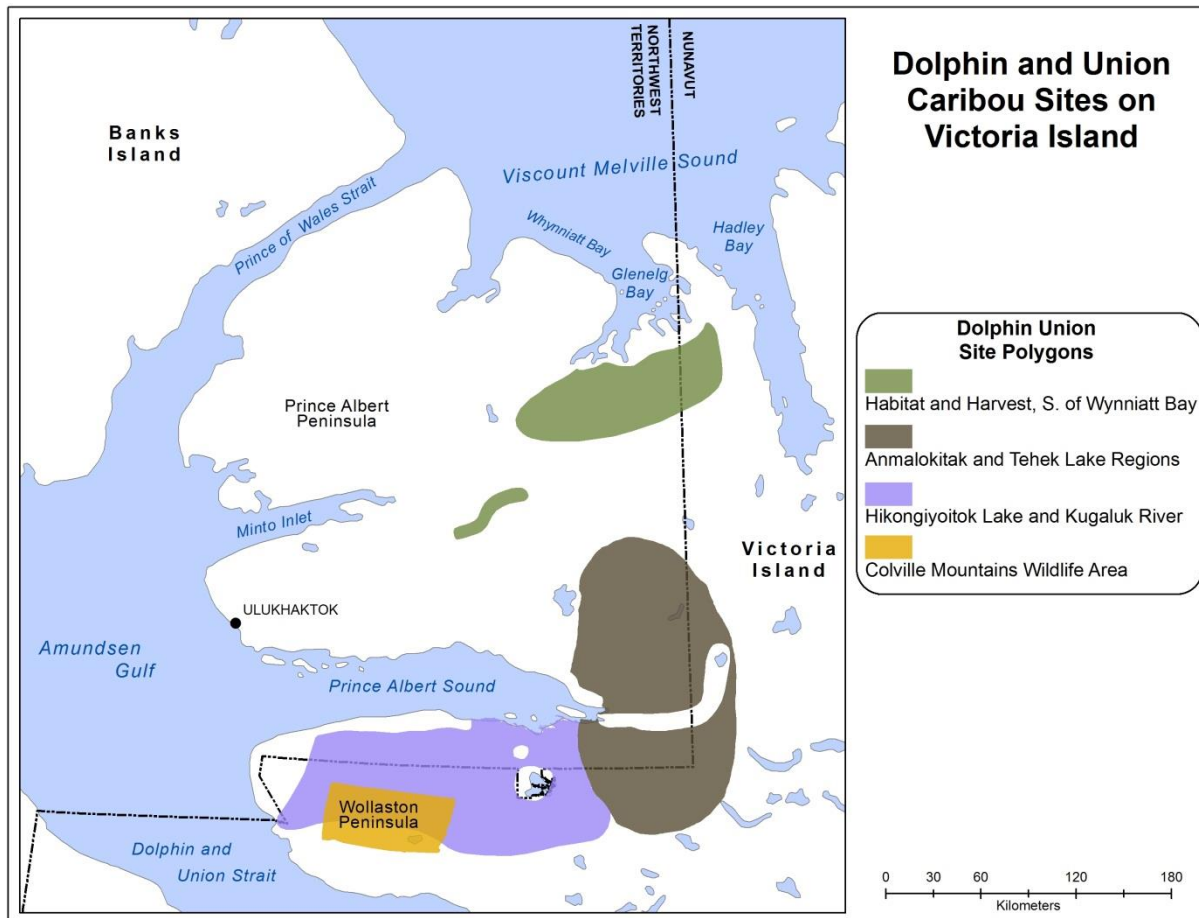 NUNAVUT
NORTHWEST
TERRITORIES
Dolphin and Union
Caribou Sites on
Victoria Island
Banks
Island
Viscount Melville Sound
Prince of Wales Strait
Whynniatt Bay
Hadley
Bay
Glenelg
Bay
Dolphin Union
Site Polygons
Habitat and Harvest, S. of Wynniatt Bay
Anmalokitak and Tehek Lake Regions
Hikongiyoitok Lake and Kugaluk River
Colville Mountains Wildlife Area
Prince Albert
Peninsula
Minto Inlet
Victoria
Island
ULUKHAKTOK
Amundsen
Gulf
Prince Albert Sound
Wollaston
Peninsula
Dolphin and
Union Strait
0 30 60 120 180
Kilometers